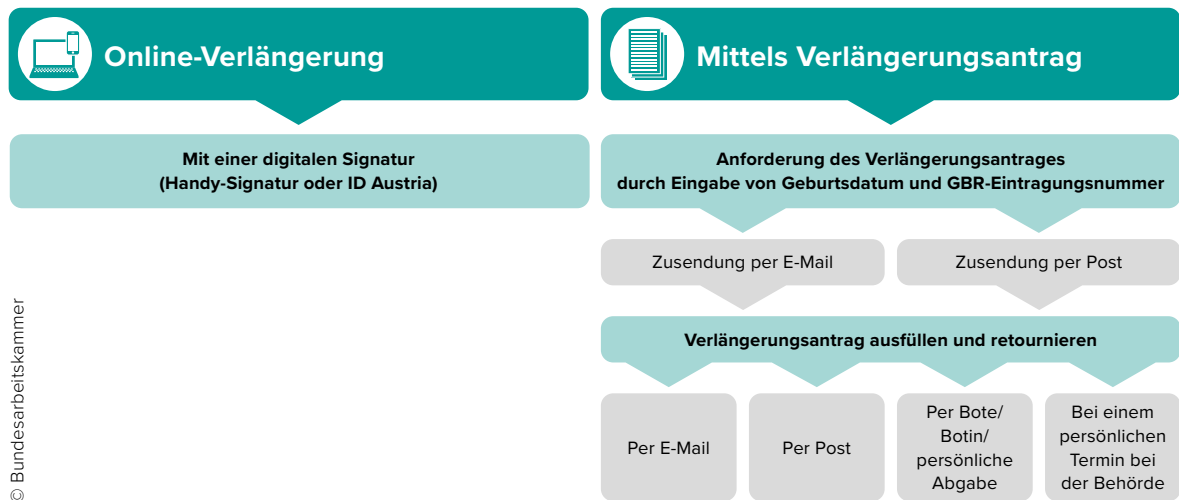 Online-Verlängerung
Mit einer digitalen Signatur
(Handy-Signatur oder ID Austria)
Mittels Verlängerungsantrag
Anforderung des Verlängerungsantrages
durch Eingabe von Geburtsdatum und GBR-Eintragungsnummer
Zusendung per E-Mail
Zusendung per Post
Verlängerungsantrag ausfüllen und retournieren
Per E-Mail
Per Post
Per Bote/
Botin/
persönliche
Abgabe
Bei einem
persönlichen
Termin bei
der Behörde
© Bundesarbeitskammer